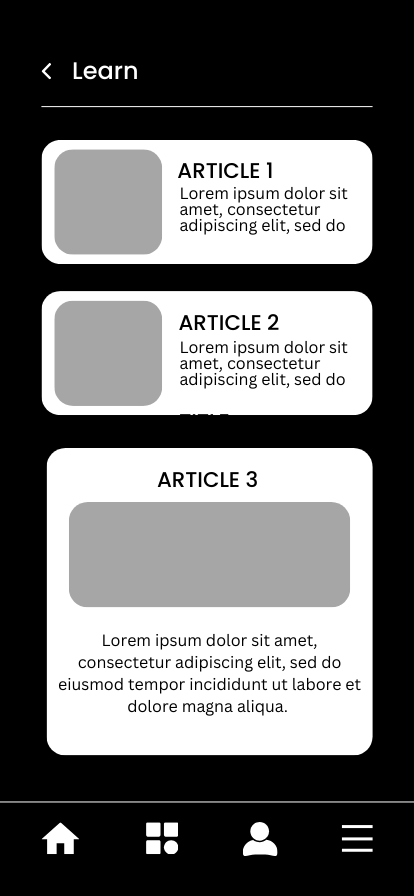 Learn
ARTICLE 1
Lorem ipsum dolor sit
amet, consectetur
adipiscing elit, sed do
ARTICLE 2
Lorem ipsum dolor sit
amet, consectetur
adipiscing elit, sed do
ARTICLE 3
Lorem ipsum dolor sit amet,
consectetur adipiscing elit, sed do
eiusmod tempor incididunt ut labore et
dolore magna aliqua.